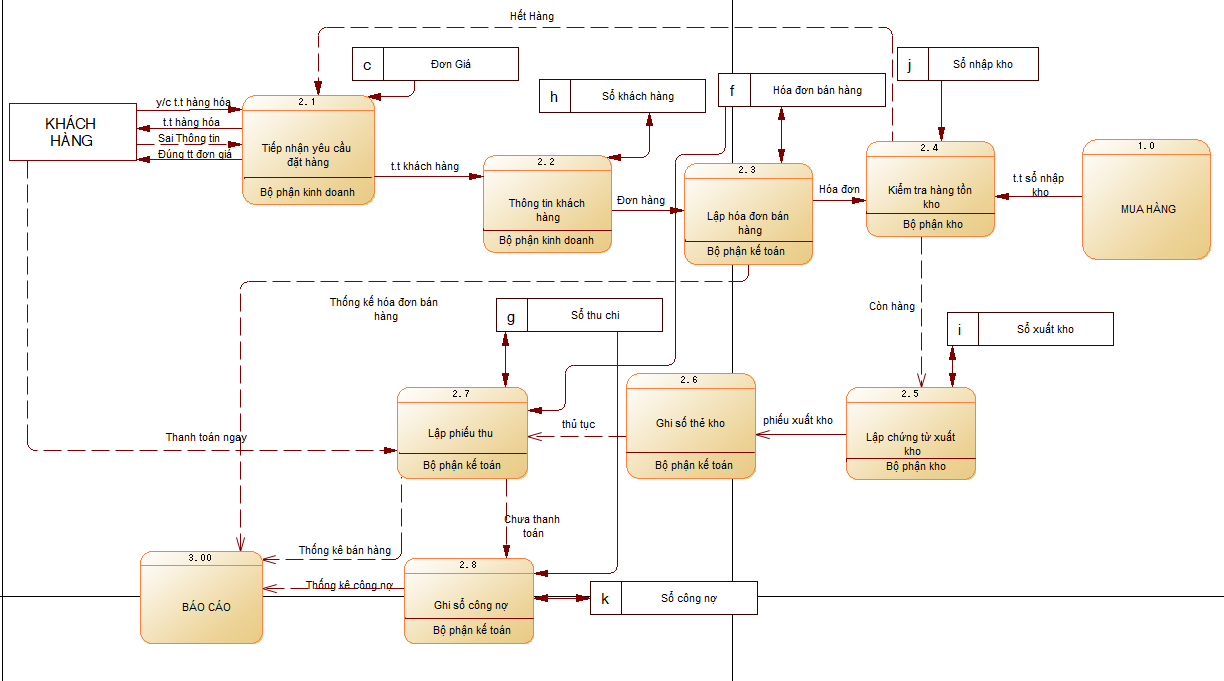 Hết Hàng
c
Đơn Giá
j
Sổ nhập kho
h
Sổ khách hàng
f
Hóa đơn bán hàng
KHÁCH
HÀNG
y/c t.t hàng hóa
t.t hàng hóa
Sai Thông tin
Đúng tt đơn giá
2.1
Tiếp nhận yêu cầu
đặt hàng
Bộ phận kinh doanh
t.t khách hàng
2.2
Thông tin khách
hàng
Bộ phận kinh doanh
Đơn hàng
2.3
Lập hóa đơn bán
hàng
Bộ phận kế toán
Hóa đơn
2.4
Kiểm tra hàng tồn
kho
Bộ phận kho
t.t sổ nhập
kho
1.0
MUA HÀNG
Thống kế hóa đơn bán
hàng
g
Sổ thu chi
Còn hàng
i
Sổ xuất kho
2.7
Lập phiếu thu
Bộ phận kế toán
thủ tục
2.6
Ghi số thẻ kho
Bộ phận kế toán
phiếu xuất kho
2.5
Lập chứng từ xuất
kho
Bộ phận kho
Thanh toán ngay
Chưa thanh
toán
Thống kê bán hàng
3.00
BÁO CÁO
Thống kê công nợ
2.8
Ghi sổ công nợ
Bộ phận kế toán
k
Sổ công nợ